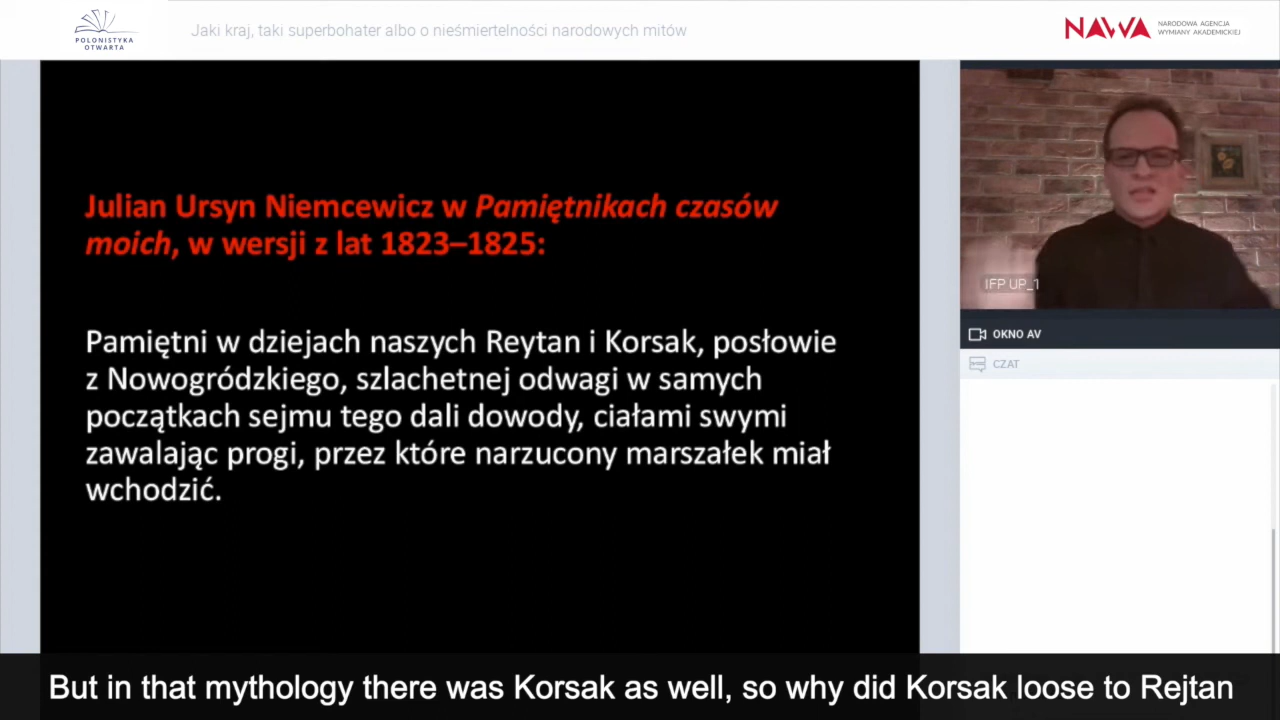 POLONISTYKA
OTWARTA
Jaki kraj, taki superbohater albo o nieśmiertelności narodowych mitów
NAWA
NARODOWA AGENCJA
WYMIANY AKADEMICKIEJ
Julian Ursyn Niemcewicz w Pamiętnikach czasów
moich, w wersji z lat 1823–1825:
Pamiętni w dziejach naszych Reytan i Korsak, posłowie
z Nowogródzkiego, szlachetnej odwagi w samych
początkach sejmu tego dali dowody, ciałami swymi
zawalając progi, przez które narzucony marszałek miał
wchodzić.
IFP UP_1
OKNO AV
CZAT
But in that mythology there was Korsak as well, so why did Korsak loose to Rejtan